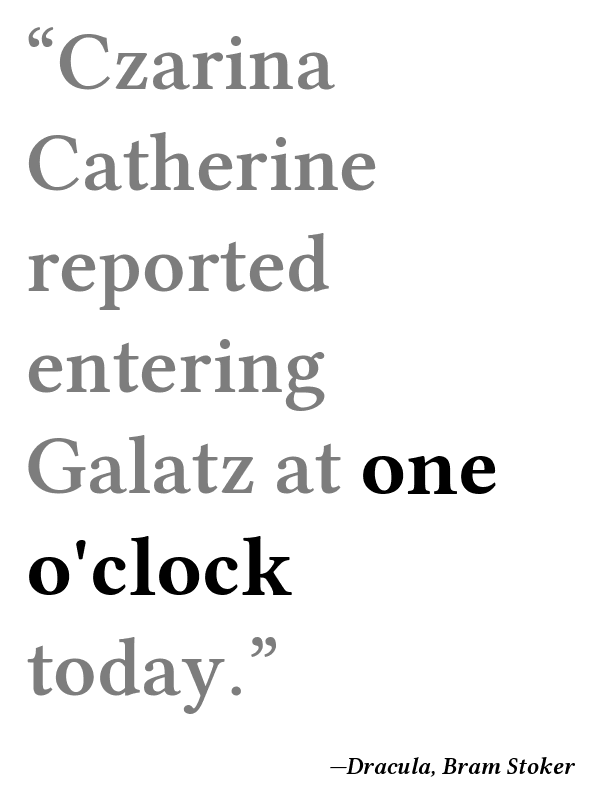 “Czarina
Catherine
reported
entering
Galatz at one
o'clock
today.”
—Dracula, Bram Stoker